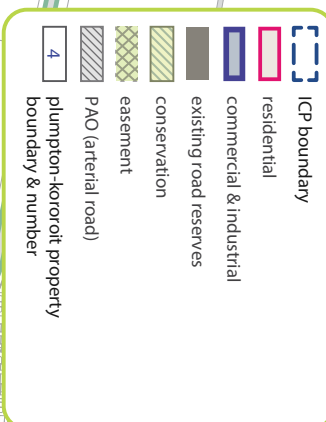 ICP boundary
residential
commercial & industrial
existing road reserves
conservation
easement
PAO (arterial road)
4
plumpton-kororoit property
boundary & number